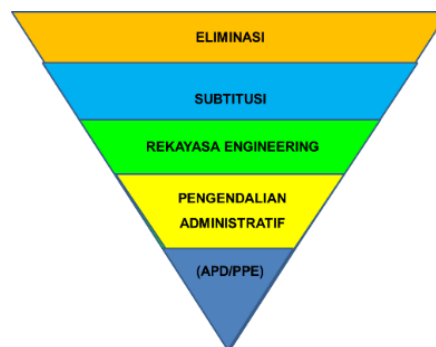 ELIMINASI
SUBTITUSI
REKAYASA ENGINEERING
PENGENDALIAN
ADMINISTRATIF
(APD/PPE)